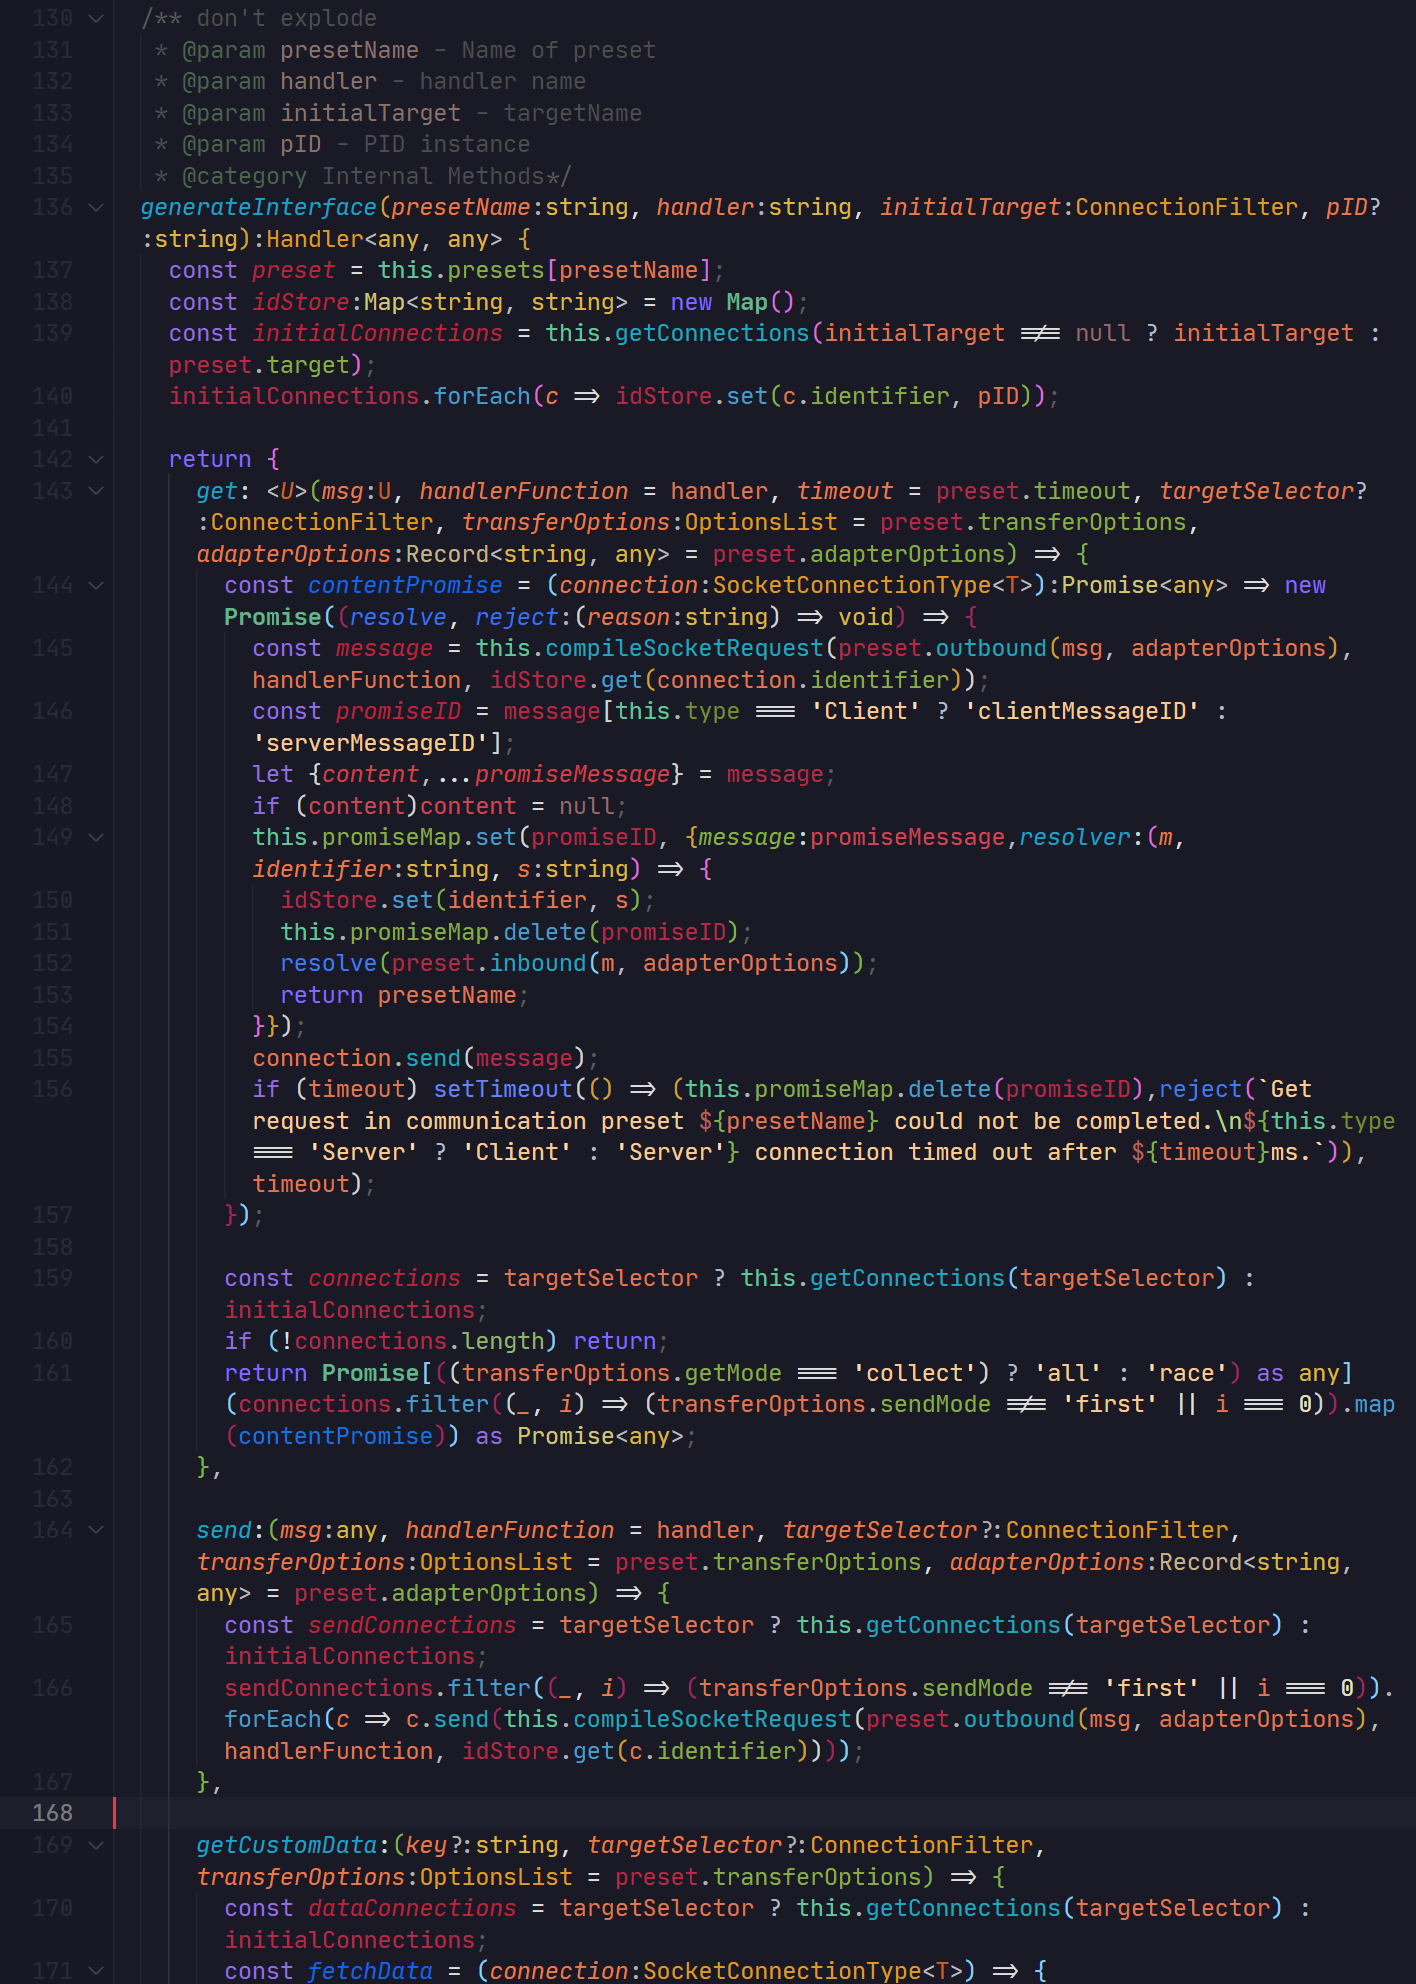 130 /** don't explode
131 * @param presetName - Name of preset
132 * @param handler - handler name
133 * @param initialTarget - targetName
134 * @param pID - PID instance
135 * @category Internal Methods*/
136 generateInterface(presetName:string, handler:string, initialTarget:ConnectionFilter, pID?
:string):Handler<any, any> {
137 const preset = this.presets[presetName];
138 const idStore:Map<string, string> = new Map();
139 const initialConnections = this.getConnections(initialTarget !== null ? initialTarget :
preset.target);
140 initialConnections.forEach(c => idStore.set(c.identifier, pID));
141
142 return {
143 get: <U>(msg:U, handlerFunction = handler, timeout = preset.timeout, targetSelector?
:ConnectionFilter, transferOptions:OptionsList = preset.transferOptions,
adapterOptions:Record<string, any> = preset.adapterOptions) => {
144 const contentPromise = (connection:SocketConnectionType<T>):Promise<any> => new
Promise((resolve, reject:(reason:string) => void) => {
145 const message = this.compileSocketRequest(preset.outbound(msg, adapterOptions),
handlerFunction, idStore.get(connection.identifier));
146 const promiseID = message[this.type === 'Client' ? 'clientMessageID' :
'serverMessageID'];
147 let {content,...promiseMessage} = message;
148 if (content)content = null;
149 this.promiseMap.set(promiseID, {message:promiseMessage,resolver:(m,
identifier:string, s:string) => {
150 idStore.set(identifier, s);
151 this.promiseMap.delete(promiseID);
152 resolve(preset.inbound(m, adapterOptions));
153 return presetName;
154 }});
155 connection.send(message);
156 if (timeout) setTimeout(() => (this.promiseMap.delete(promiseID),reject(`Get
request in communication preset ${presetName} could not be completed.\n${this.type
=== 'Server' ? 'Client' : 'Server'} connection timed out after ${timeout}ms.`)),
timeout);
157 });
158
159 const connections = targetSelector ? this.getConnections(targetSelector) :
initialConnections;
160 if (!connections.length) return;
161 return Promise[((transferOptions.getMode === 'collect') ? 'all' : 'race') as any]
(connections.filter((_, i) => (transferOptions.sendMode !== 'first' || i === 0)).map
(contentPromise)) as Promise<any>;
162 },
163
164 send:(msg:any, handlerFunction = handler, targetSelector?:ConnectionFilter,
transferOptions:OptionsList = preset.transferOptions, adapterOptions:Record<string,
any> = preset.adapterOptions) => {
165 const sendConnections = targetSelector ? this.getConnections(targetSelector) :
initialConnections;
166 sendConnections.filter((_, i) => (transferOptions.sendMode !== 'first' || i === 0)).
forEach(c => c.send(this.compileSocketRequest(preset.outbound(msg, adapterOptions),
handlerFunction, idStore.get(c.identifier))));
167 },
168
169 getCustomData:(key?:string, targetSelector?:ConnectionFilter,
transferOptions:OptionsList = preset.transferOptions) => {
170 const dataConnections = targetSelector ? this.getConnections(targetSelector) :
initialConnections;
171 const fetchData = (connection:SocketConnectionType<T>) => {